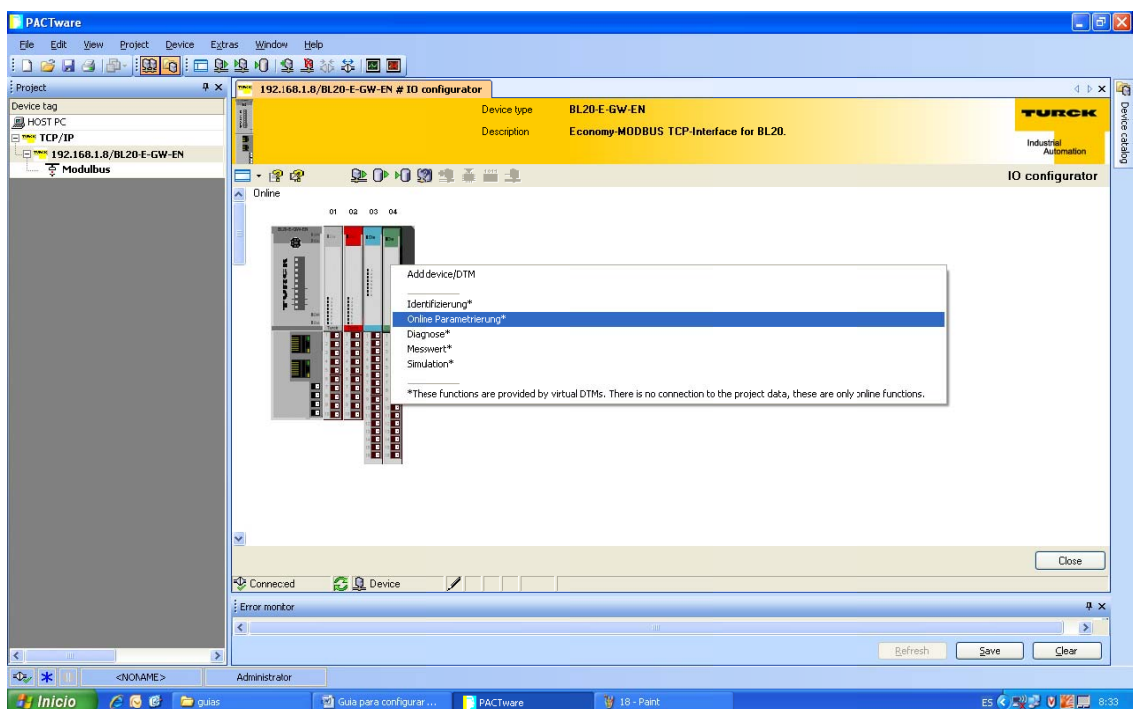 PACTware
File Edit View Project Device Extras Window Help
Project
Device tag
HOST PC
TCP/IP
192.168.1.8/BL20-E-GW-EN
Modulbus
192.168.1.8/BL20-E-GW-EN # IO configurator
Device type BL20-E-GW-EN
Description Economy-MODBUS TCP-Interface for BL20.
TURCK
Industrial
Automation
Device catalog
IO configurator
Online
01 02 03 04
TURCK
Add device/DTM
Identifizierung*
Online Parametrierung*
Diagnose*
Messwert*
Simulation*
*These functions are provided by virtual DTMs. There is no connection to the project data, these are only online functions.
Close
Connected Device
Error monitor
Refresh Save Clear
<NONAME> Administrator
Inicio guias Guia para configurar ... PACTware 18 - Paint ES 8:33